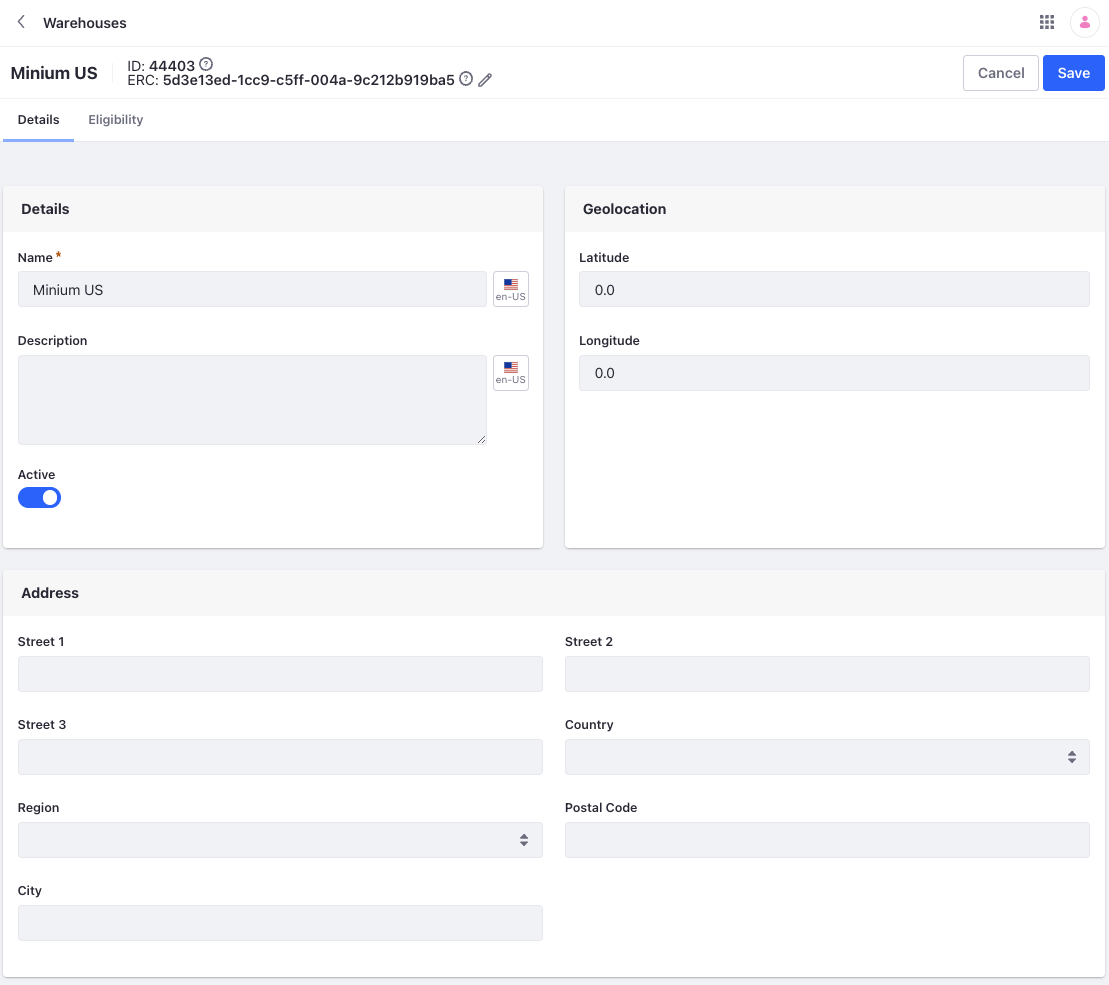 Warehouses
Minium US
ID: 44403
ERC: 5d3e13ed-1cc9-c5ff-004a-9c212b919ba5
Cancel
Save
Details
Eligibility
Details
Name *
Minium US
en-US
Description
en-US
Active
Geolocation
Latitude
0.0
Longitude
0.0
Address
Street 1
Street 2
Street 3
Country
Region
Postal Code
City